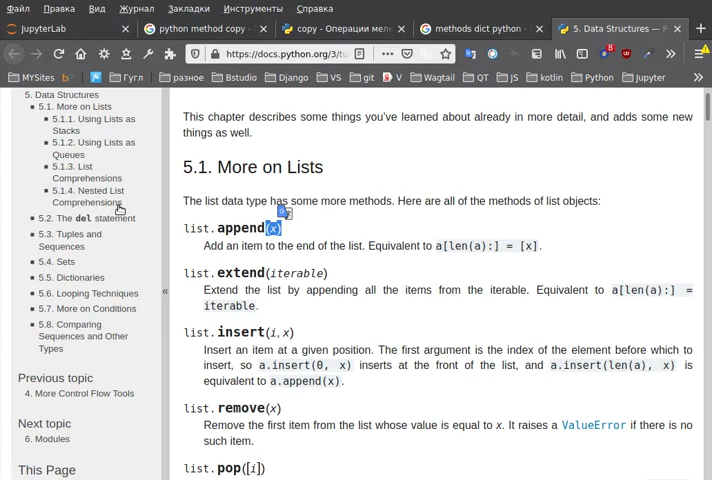 Файл Правка Вид Журнал Закладки Инструменты Справка
JupyterLab
python method copy -
copy - Операции мел
methods dict python -
5. Data Structures — P
https://docs.python.org/3/tu
8
MYSites Гугл разное Bstudio Django VS git V Wagtail QT JS kotlin Python Jupyter
5. Data Structures
5.1. More on Lists
5.1.1. Using Lists as
Stacks
5.1.2. Using Lists as
Queues
5.1.3. List
Comprehensions
5.1.4. Nested List
Comprehensions
5.2. The del statement
5.3. Tuples and
Sequences
5.4. Sets
5.5. Dictionaries
5.6. Looping Techniques
5.7. More on Conditions
5.8. Comparing
Sequences and Other
Types
Previous topic
4. More Control Flow Tools
Next topic
6. Modules
This Page
«
This chapter describes some things you’ve learned about already in more detail, and adds some new
things as well.
5.1. More on Lists
The list data type has some more methods. Here are all of the methods of list objects:
list.append(x)
Add an item to the end of the list. Equivalent to a[len(a):] = [x].
list.extend(iterable)
Extend the list by appending all the items from the iterable. Equivalent to a[len(a):] =
iterable.
list.insert(i, x)
Insert an item at a given position. The first argument is the index of the element before which to
insert, so a.insert(0, x) inserts at the front of the list, and a.insert(len(a), x) is
equivalent to a.append(x).
list.remove(x)
Remove the first item from the list whose value is equal to x. It raises a ValueError if there is no
such item.
list.pop([i])